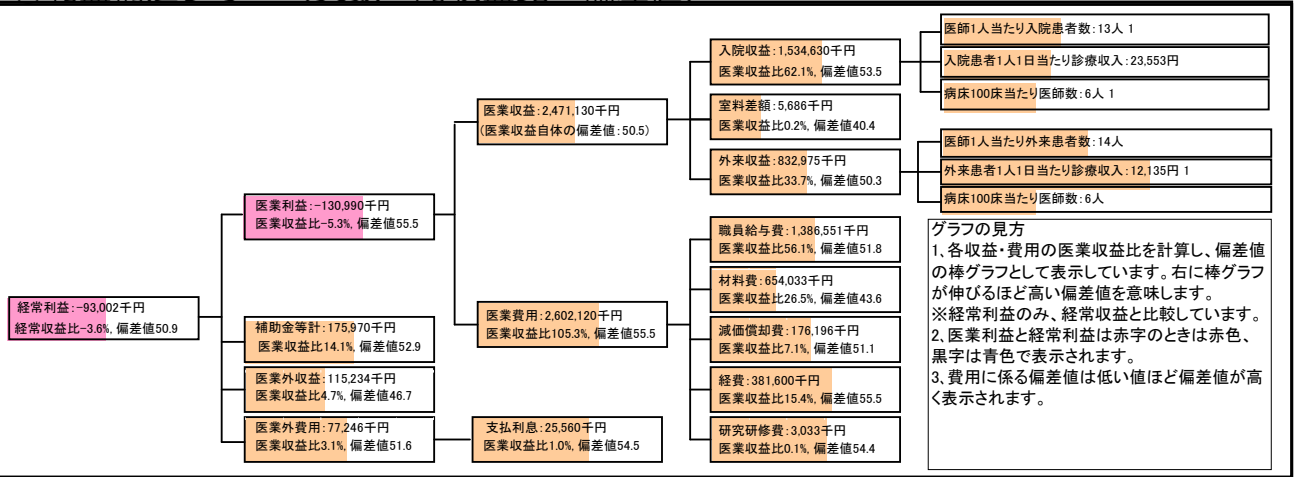 経常利益:-93,002千円
経常収益比-3.6%, 偏差値50.9
医業利益:-130,990千円
医業収益比-5.3%, 偏差値55.5
補助金等計:175,970千円
医業収益比14.1%, 偏差値52.9
医業外収益:115,234千円
医業収益比4.7%, 偏差値46.7
医業外費用:77,246千円
医業収益比3.1%, 偏差値51.6
医業収益:2,471,130千円
(医業収益自体の偏差値:50.5)
医業費用:2,602,120千円
医業収益比105.3%, 偏差値55.5
支払利息:25,560千円
医業収益比1.0%, 偏差値54.5
入院収益:1,534,630千円
医業収益比62.1%, 偏差値53.5
室料差額:5,686千円
医業収益比0.2%, 偏差値40.4
外来収益:832,975千円
医業収益比33.7%, 偏差値50.3
職員給与費:1,386,551千円
医業収益比56.1%, 偏差値51.8
材料費:654,033千円
医業収益比26.5%, 偏差値43.6
減価償却費:176,196千円
医業収益比7.1%, 偏差値51.1
経費:381,600千円
医業収益比15.4%, 偏差値55.5
研究研修費:3,033千円
医業収益比0.1%, 偏差値54.4
医師1人当たり入院患者数:13人 1
入院患者1人1日当たり診療収入:23,553円
病床100床当たり医師数:6人 1
医師1人当たり外来患者数:14人
外来患者1人1日当たり診療収入:12,135円 1
病床100床当たり医師数:6人
グラフの見方
1、各収益・費用の医業収益比を計算し、偏差値
の棒グラフとして表示しています。右に棒グラフ
が伸びるほど高い偏差値を意味します。
※経常利益のみ、経常収益と比較しています。
2、医業利益と経常利益は赤字のときは赤色、
黒字は青色で表示されます。
3、費用に係る偏差値は低い値ほど偏差値が高
く表示されます。